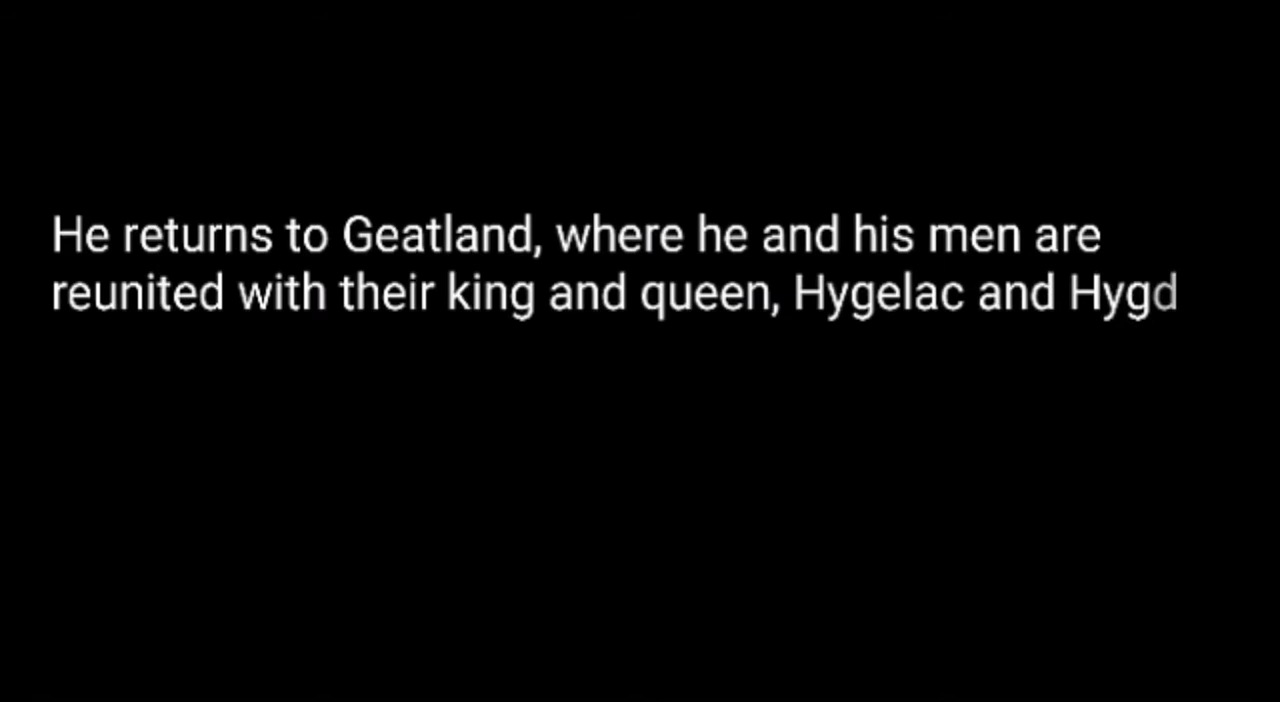 He returns to Geatland, where he and his men are
reunited with their king and queen, Hygelac and Hygd